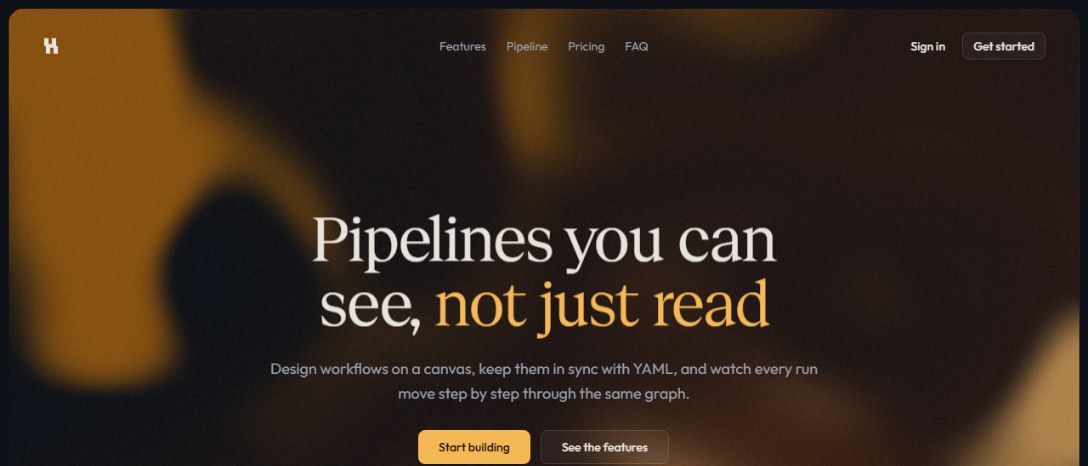 Features Pipeline Pricing FAQ Sign in Get started
Pipelines you can
see, not just read
Design workflows on a canvas, keep them in sync with YAML, and watch every run
move step by step through the same graph.
Start building See the features